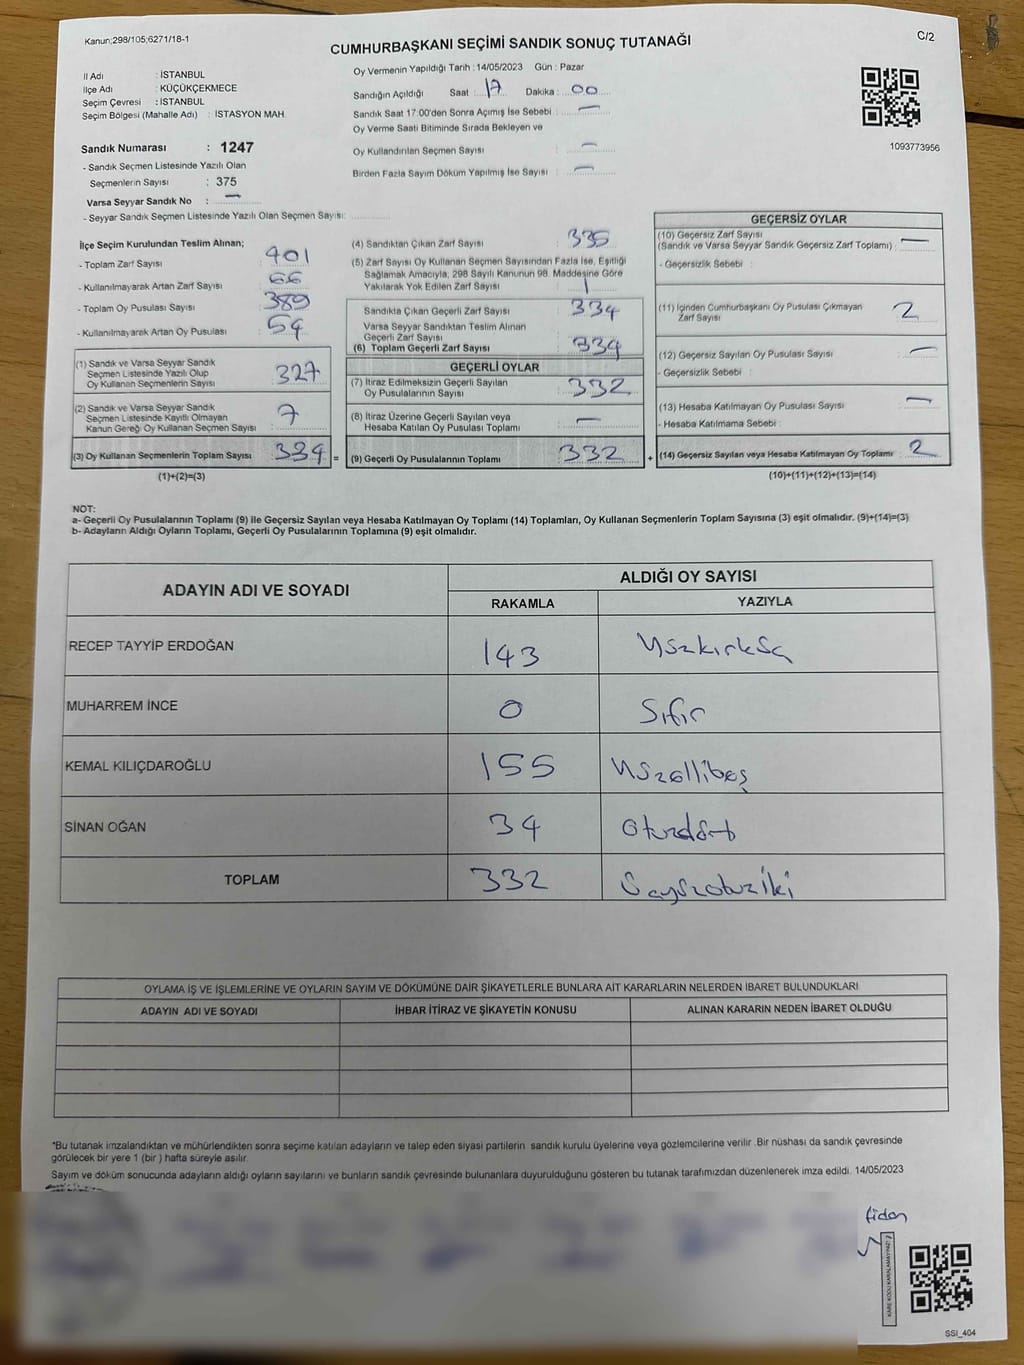 Kanun;298/105;6271/18-1
C/2
CUMHURBAŞKANI SEÇİMİ SANDIK SONUÇ TUTANAĞI
İl Adı : İSTANBUL
İlçe Adı : KÜÇÜKÇEKMECE
Seçim Çevresi : İSTANBUL
Seçim Bölgesi (Mahalle Adı) : İSTASYON MAH.
Sandık Numarası : 1247
- Sandık Seçmen Listesinde Yazılı Olan
Seçmenlerin Sayısı : 375
Varsa Seyyar Sandık No : —
- Seyyar Sandık Seçmen Listesinde Yazılı Olan Seçmen Sayısı:
Oy Vermenin Yapıldığı Tarih :14/05/2023 Gün : Pazar
Sandığın Açıldığı Saat : 17 Dakika : 00
Sandık Saat 17:00'den Sonra Açımış İse Sebebi : —
Oy Verme Saati Bitiminde Sırada Bekleyen ve
Oy Kullandırılan Seçmen Sayısı : —
Birden Fazla Sayım Döküm Yapılmış İse Sayısı : —
1093773956
İlçe Seçim Kurulundan Teslim Alınan;
- Toplam Zarf Sayısı : 401
- Kullanılmayarak Artan Zarf Sayısı : 66
- Toplam Oy Pusulası Sayısı : 389
- Kullanılmayarak Artan Oy Pusulası : 54
(1) Sandık ve Varsa Seyyar Sandık
Seçmen Listesinde Yazılı Olup
Oy Kullanan Seçmenlerin Sayısı : 327
(2) Sandık ve Varsa Seyyar Sandık
Seçmen Listesinde Kayıtlı Olmayan
Kanun Gereği Oy Kullanan Seçmen Sayısı : 7
(3) Oy Kullanan Seçmenlerin Toplam Sayısı : 334 =
(1)+(2)=(3)
(4) Sandıktan Çıkan Zarf Sayısı : 335
(5) Zarf Sayısı Oy Kullanan Seçmen Sayısından Fazla İse, Eşitliği
Sağlamak Amacıyla, 298 Sayılı Kanunun 98. Maddesine Göre
Yakılarak Yok Edilen Zarf Sayısı : 1
Sandıkta Çıkan Geçerli Zarf Sayısı : 334
Varsa Seyyar Sandıktan Teslim Alınan
Geçerli Zarf Sayısı
(6) Toplam Geçerli Zarf Sayısı : 334
GEÇERLİ OYLAR
(7) İtiraz Edilmeksizin Geçerli Sayılan
Oy Pusulalarının Sayısı : 332
(8) İtiraz Üzerine Geçerli Sayılan veya
Hesaba Katılan Oy Pusulası Toplamı : —
(9) Geçerli Oy Pusulalarının Toplamı : 332 +
GEÇERSİZ OYLAR
(10) Geçersiz Zarf Sayısı
(Sandık ve Varsa Seyyar Sandık Geçersiz Zarf Toplamı) : —
- Geçersizlik Sebebi :
(11) İçinden Cumhurbaşkanı Oy Pusulası Çıkmayan
Zarf Sayısı : 2
(12) Geçersiz Sayılan Oy Pusulası Sayısı : —
- Geçersizlik Sebebi :
(13) Hesaba Katılmayan Oy Pusulası Sayısı : —
- Hesaba Katılmama Sebebi :
(14) Geçersiz Sayılan veya Hesaba Katılmayan Oy Toplamı : 2
(10)+(11)+(12)+(13)=(14)
NOT:
a- Geçerli Oy Pusulalarının Toplamı (9) ile Geçersiz Sayılan veya Hesaba Katılmayan Oy Toplamı (14) Toplamları, Oy Kullanan Seçmenlerin Toplam Sayısına (3) eşit olmalıdır. (9)+(14)=(3)
b- Adayların Aldığı Oyların Toplamı, Geçerli Oy Pusulalarının Toplamına (9) eşit olmalıdır.
ADAYIN ADI VE SOYADI
ALDIĞI OY SAYISI
RAKAMLA YAZIYLA
RECEP TAYYİP ERDOĞAN 143 Yüzkırküç
MUHARREM İNCE 0 Sıfır
KEMAL KILIÇDAROĞLU 155 Yüzellibeş
SİNAN OĞAN 34 Otuzdört
TOPLAM 332 üçyüzotuziki
OYLAMA İŞ VE İŞLEMLERİNE VE OYLARIN SAYIM VE DÖKÜMÜNE DAİR ŞİKAYETLERLE BUNLARA AİT KARARLARIN NELERDEN İBARET BULUNDUKLARI
ADAYIN ADI VE SOYADI İHBAR İTİRAZ VE ŞİKAYETİN KONUSU ALINAN KARARIN NEDEN İBARET OLDUĞU
*Bu tutanak imzalandıktan ve mühürlendikten sonra seçime katılan adayların ve talep eden siyasi partilerin sandık kurulu üyelerine veya gözlemcilerine verilir. Bir nüshası da sandık çevresinde
görülecek bir yere 1 (bir ) hafta süreyle asılır.
Sayım ve döküm sonucunda adayların aldığı oyların sayılarını ve bunların sandık çevresinde bulunanlara duyurulduğunu gösteren bu tutanak tarafımızdan düzenlenerek imza edildi. 14/05/2023
fidan
KARE KODU KARALAMAYINIZ!
SSI_404